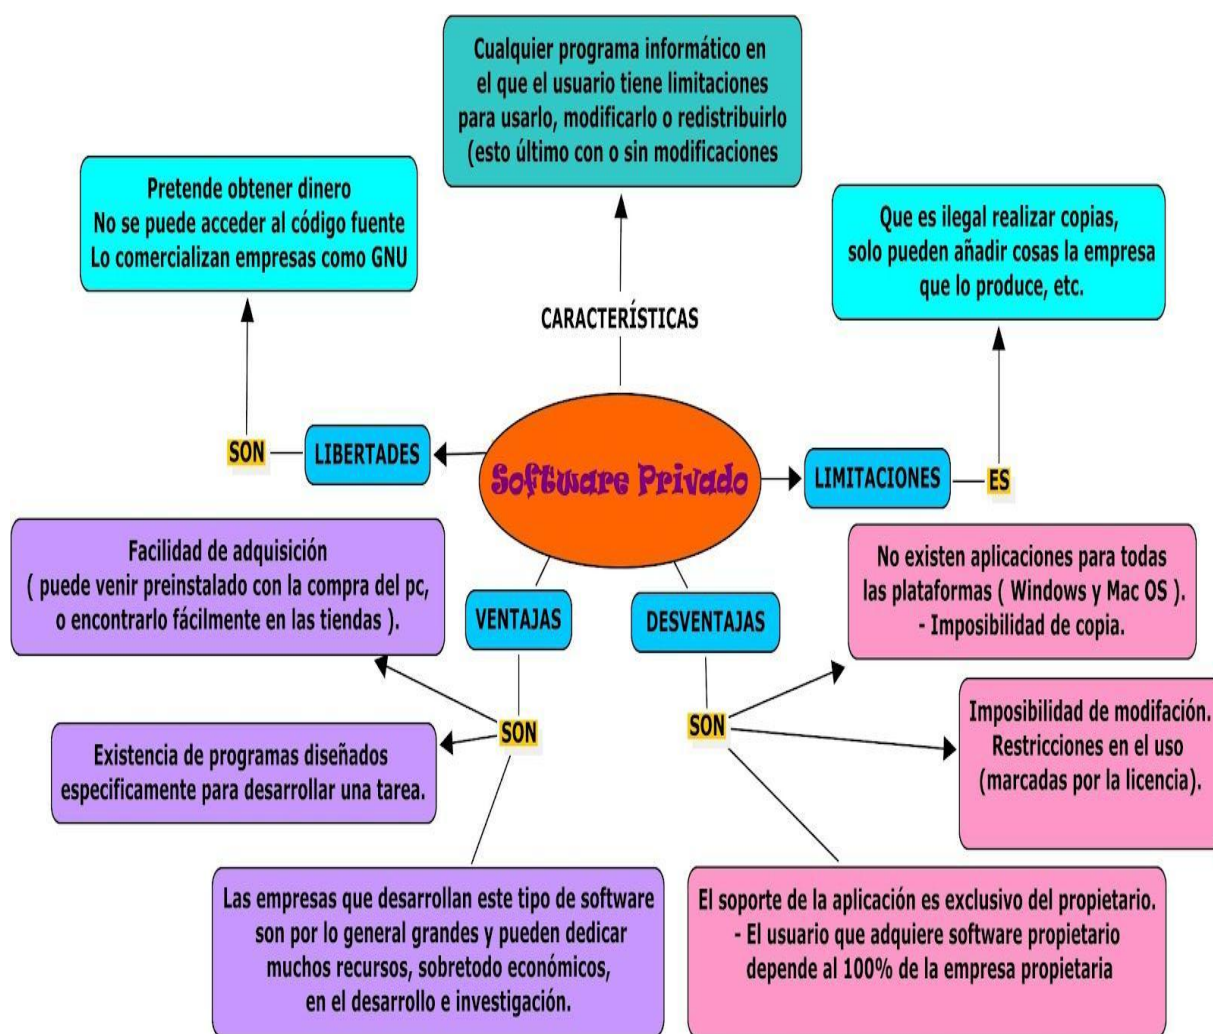 Cualquier programa informático en
el que el usuario tiene limitaciones
para usarlo, modificarlo o redistribuirlo
(esto último con o sin modificaciones
Pretende obtener dinero
No se puede acceder al código fuente
Lo comercializan empresas como GNU
Que es ilegal realizar copias,
solo pueden añadir cosas la empresa
que lo produce, etc.
CARACTERÍSTICAS
SON
LIBERTADES
Software Privado
LIMITACIONES
ES
Facilidad de adquisición
( puede venir preinstalado con la compra del pc,
o encontrarlo fácilmente en las tiendas ).
VENTAJAS
DESVENTAJAS
No existen aplicaciones para todas
las plataformas ( Windows y Mac OS ).
- Imposibilidad de copia.
SON
SON
Existencia de programas diseñados
especificamente para desarrollar una tarea.
Imposibilidad de modifación.
Restricciones en el uso
(marcadas por la licencia).
Las empresas que desarrollan este tipo de software
son por lo general grandes y pueden dedicar
muchos recursos, sobretodo económicos,
en el desarrollo e investigación.
El soporte de la aplicación es exclusivo del propietario.
- El usuario que adquiere software propietario
depende al 100% de la empresa propietaria